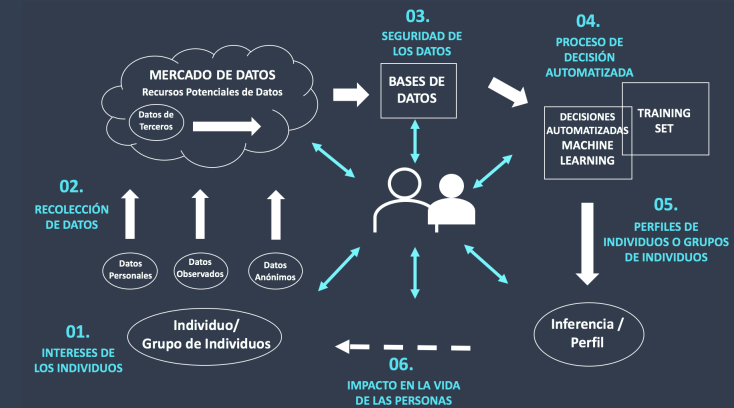 03.
SEGURIDAD DE
LOS DATOS
04.
PROCESO DE
DECISIÓN
AUTOMATIZADA
MERCADO DE DATOS
Recursos Potenciales de Datos
Datos de
Terceros
BASES DE
DATOS
DECISIONES
AUTOMATIZADAS
MACHINE
LEARNING
TRAINING
SET
02.
RECOLECCIÓN
DE DATOS
05.
PERFILES DE
INDIVIDUOS O GRUPOS
DE INDIVIDUOS
Datos
Personales
Datos
Observados
Datos
Anónimos
01.
INTERESES DE
LOS INDIVIDUOS
Individuo/
Grupo de Individuos
Inferencia /
Perfil
06.
IMPACTO EN LA VIDA
DE LAS PERSONAS